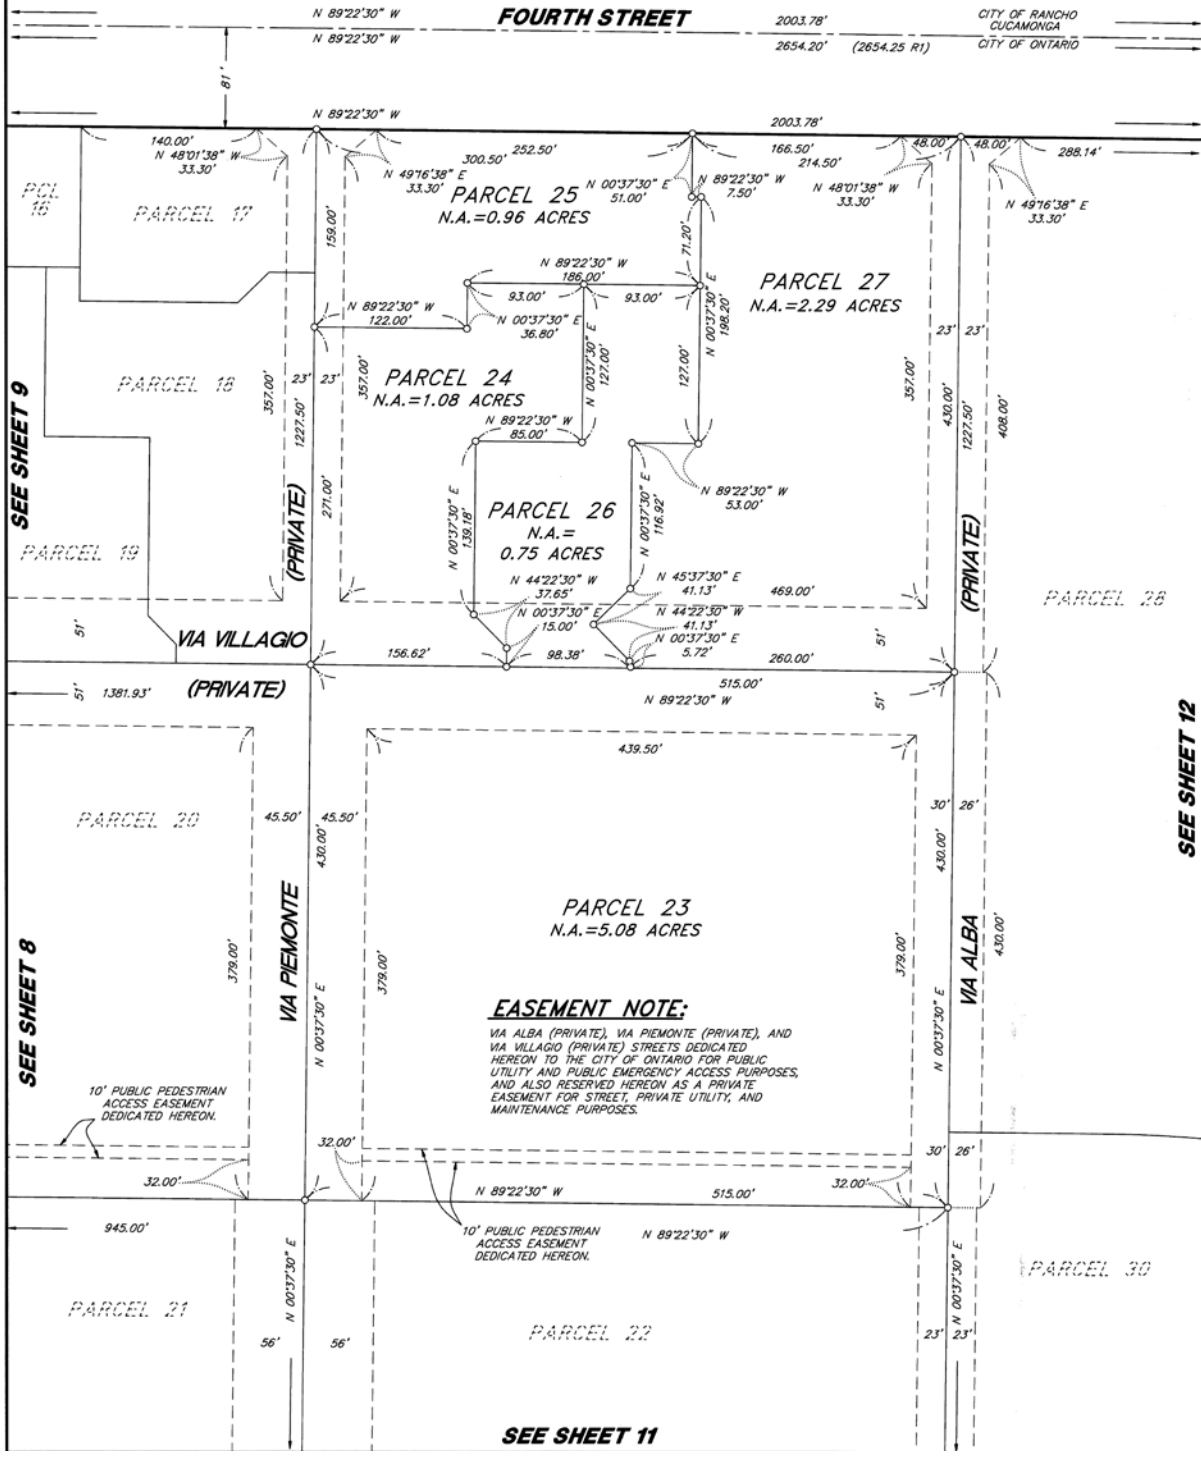 N 89°22'30" W
FOURTH STREET
2003.78'
CITY OF RANCHO
CUCAMONGA
N 89°22'30" W
2654.20' (2654.25 R1)
CITY OF ONTARIO
81'
N 89°22'30" W
2003.78'
140.00'
N 48°01'38" W
33.30'
252.50'
300.50'
N 49°16'38" E
33.30'
166.50'
214.50'
48.00'
48.00'
288.14'
N 00°37'30" E
51.00'
N 89°22'30" W
7.50'
N 48°01'38" W
33.30'
N 49°16'38" E
33.30'
PCL
16
PARCEL 17
159.00'
PARCEL 25
N.A.=0.96 ACRES
71.20'
N 89°22'30" W
186.00'
93.00'
93.00'
N 00°37'30" E
198.20'
PARCEL 27
N.A.=2.29 ACRES
N 89°22'30" W
122.00'
N 00°37'30" E
36.80'
N 00°37'30" E
127.00'
127.00'
23' 23'
PARCEL 18
357.00'
23' 23'
1227.50'
357.00'
PARCEL 24
N.A.=1.08 ACRES
357.00'
430.00'
1227.50'
408.00'
SEE SHEET 9
N 89°22'30" W
85.00'
271.00'
(PRIVATE)
N 00°37'30" E
139.18'
PARCEL 26
N.A.=
0.75 ACRES
N 00°37'30" E
116.92'
N 89°22'30" W
53.00'
(PRIVATE)
PARCEL 19
N 44°22'30" W
37.65'
N 00°37'30" E
15.00'
N 45°37'30" E
41.13'
N 44°22'30" W
41.13'
N 00°37'30" E
5.72'
469.00'
PARCEL 28
51'
VIA VILLAGIO
156.62'
98.38'
260.00'
51'
51'
1381.93'
(PRIVATE)
515.00'
N 89°22'30" W
51'
439.50'
SEE SHEET 12
PARCEL 20
45.50' 45.50'
430.00'
30' 26'
430.00'
PARCEL 23
N.A.=5.08 ACRES
SEE SHEET 8
379.00'
VIA PIEMONTE
379.00'
379.00'
VIA ALBA
430.00'
N 00°37'30" E
N 00°37'30" E
EASEMENT NOTE:
VIA ALBA (PRIVATE), VIA PIEMONTE (PRIVATE), AND
VIA VILLAGIO (PRIVATE) STREETS DEDICATED
HEREON TO THE CITY OF ONTARIO FOR PUBLIC
UTILITY AND PUBLIC EMERGENCY ACCESS PURPOSES,
AND ALSO RESERVED HEREON AS A PRIVATE
EASEMENT FOR STREET, PRIVATE UTILITY, AND
MAINTENANCE PURPOSES.
10' PUBLIC PEDESTRIAN
ACCESS EASEMENT
DEDICATED HEREON.
32.00'
30' 26'
32.00'
N 89°22'30" W
515.00'
32.00'
945.00'
10' PUBLIC PEDESTRIAN
ACCESS EASEMENT
DEDICATED HEREON.
N 89°22'30" W
N 00°37'30" E
N 00°37'30" E
PARCEL 30
PARCEL 21
56' 56'
PARCEL 22
23' 23'
SEE SHEET 11